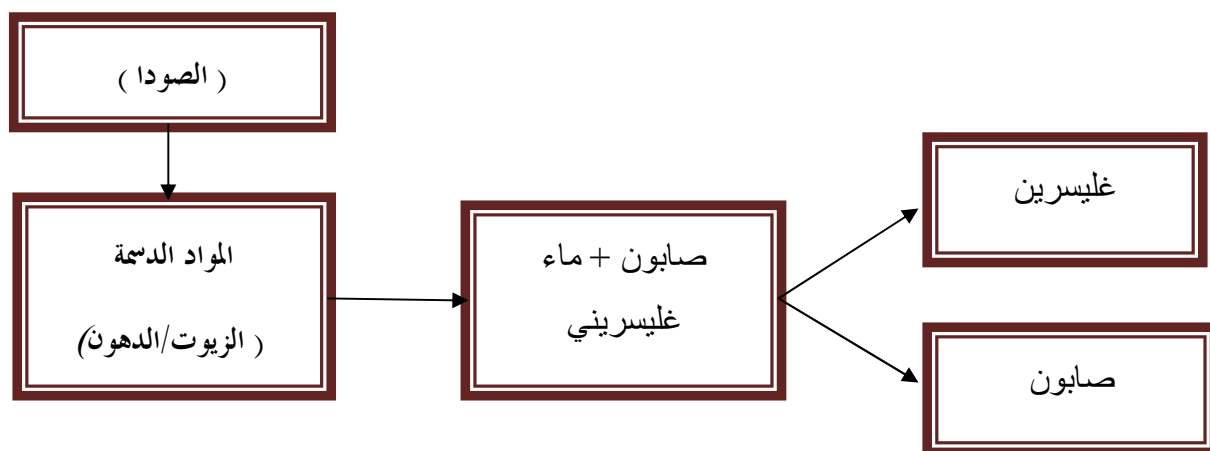 ( الصودا )
المواد الدسمة
( الزيوت/الدهون)
صابون + ماء
غليسريني
غليسرين
صابون